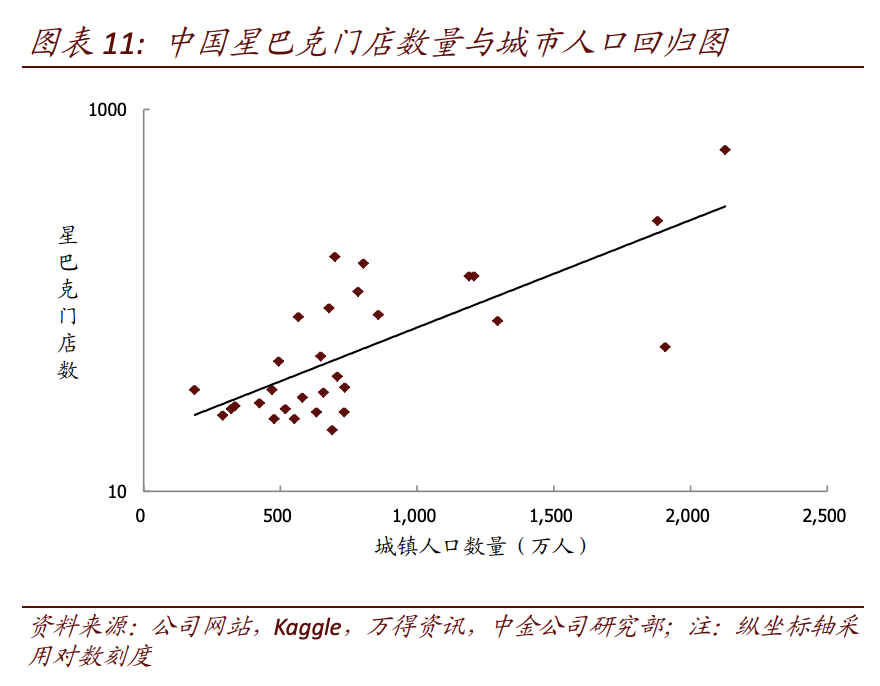 图表 11: 中国星巴克门店数量与城市人口回归图
1000
星巴克门店数
10
0 500 1,000 1,500 2,000 2,500
城镇人口数量（万人）
资料来源：公司网站，Kaggle，万得资讯，中金公司研究部；注：纵坐标轴采
用对数刻度